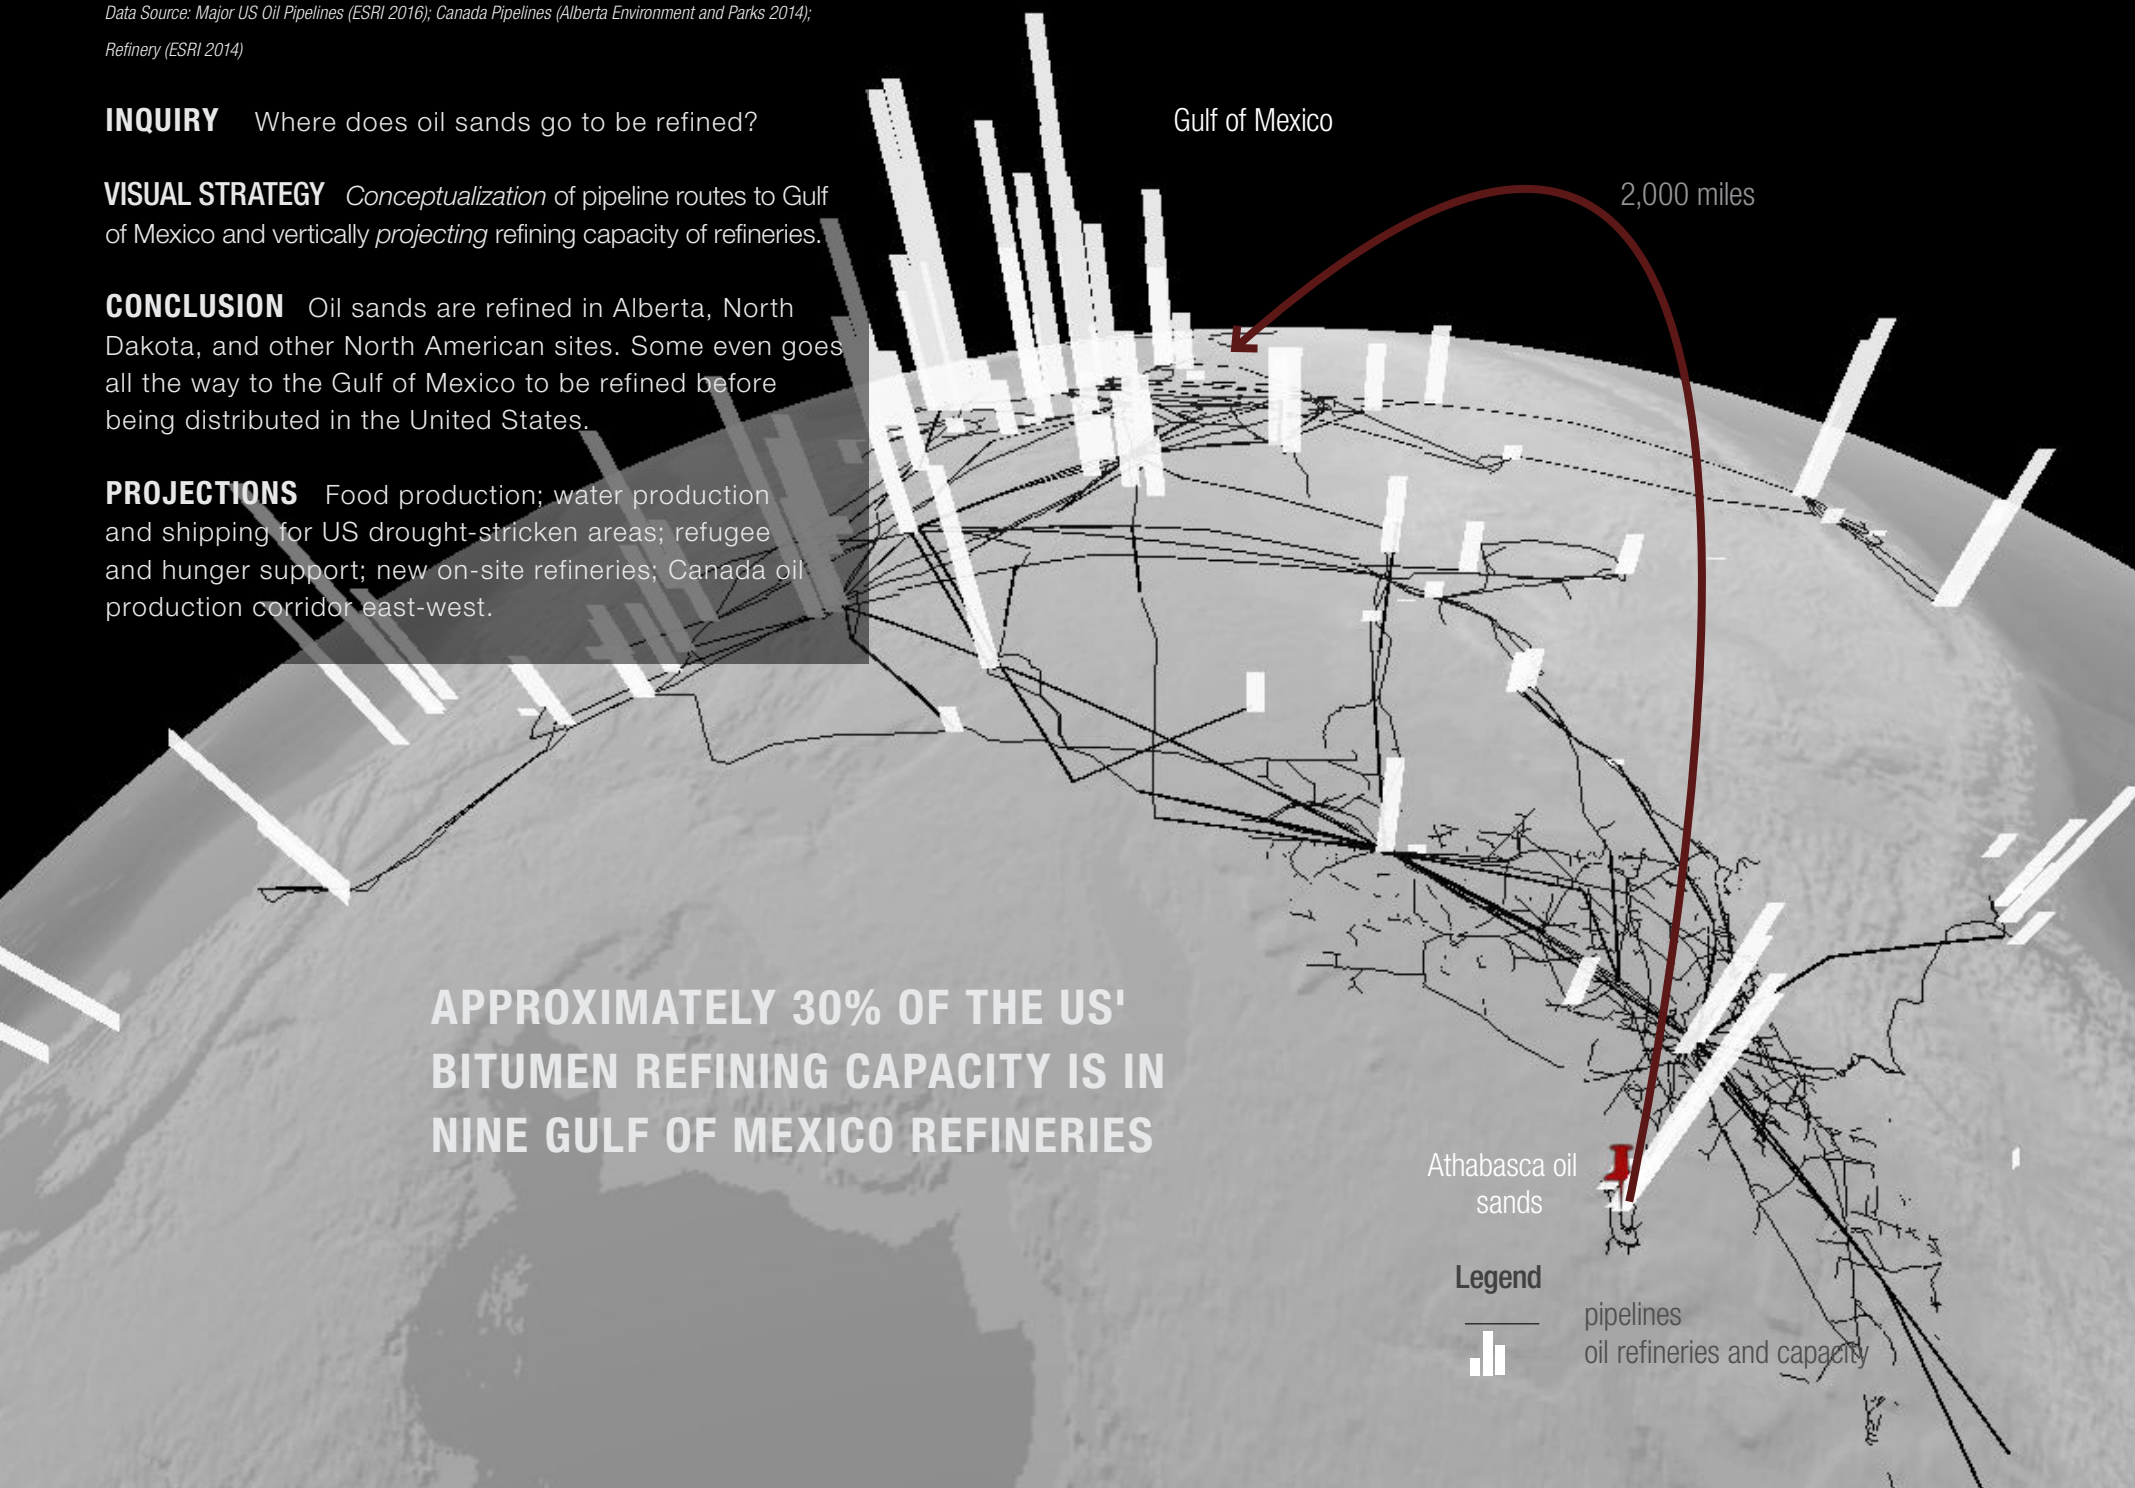 Data Source: Major US Oil Pipelines (ESRI 2016); Canada Pipelines (Alberta Environment and Parks 2014);
Refinery (ESRI 2014)
INQUIRY Where does oil sands go to be refined?
VISUAL STRATEGY Conceptualization of pipeline routes to Gulf
of Mexico and vertically projecting refining capacity of refineries.
CONCLUSION Oil sands are refined in Alberta, North
Dakota, and other North American sites. Some even goes
all the way to the Gulf of Mexico to be refined before
being distributed in the United States.
PROJECTIONS Food production; water production
and shipping for US drought-stricken areas; refugee
and hunger support; new on-site refineries; Canada oil
production corridor east-west.
Gulf of Mexico
2,000 miles
APPROXIMATELY 30% OF THE US'
BITUMEN REFINING CAPACITY IS IN
NINE GULF OF MEXICO REFINERIES
Athabasca oil
sands
Legend
pipelines
oil refineries and capacity